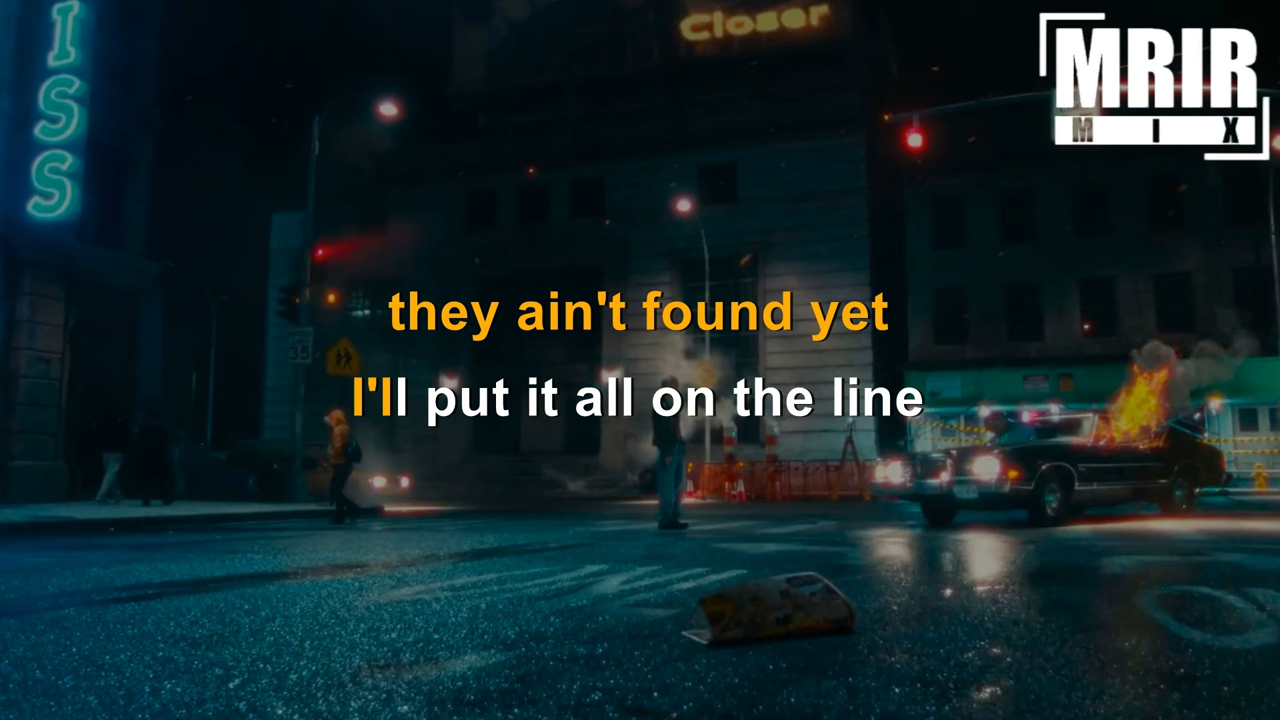 Closer
ISS
MRIR
MIX
they ain't found yet
I'll put it all on the line
35